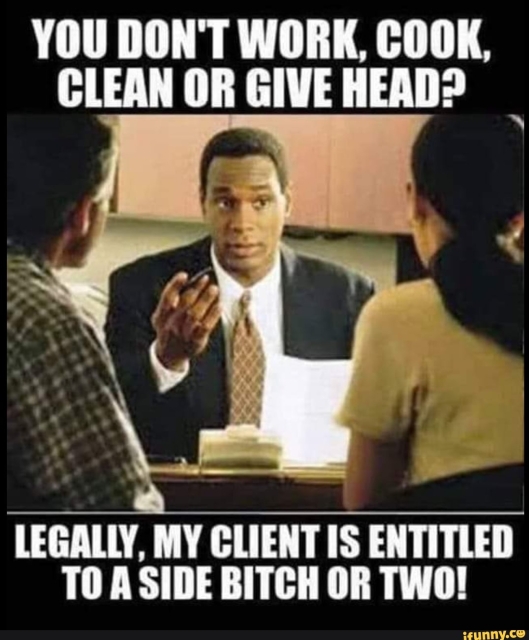 YOU DON'T WORK, COOK,
CLEAN OR GIVE HEAD?
LEGALLY, MY CLIENT IS ENTITLED
TO A SIDE BITCH OR TWO!
ifunny.co